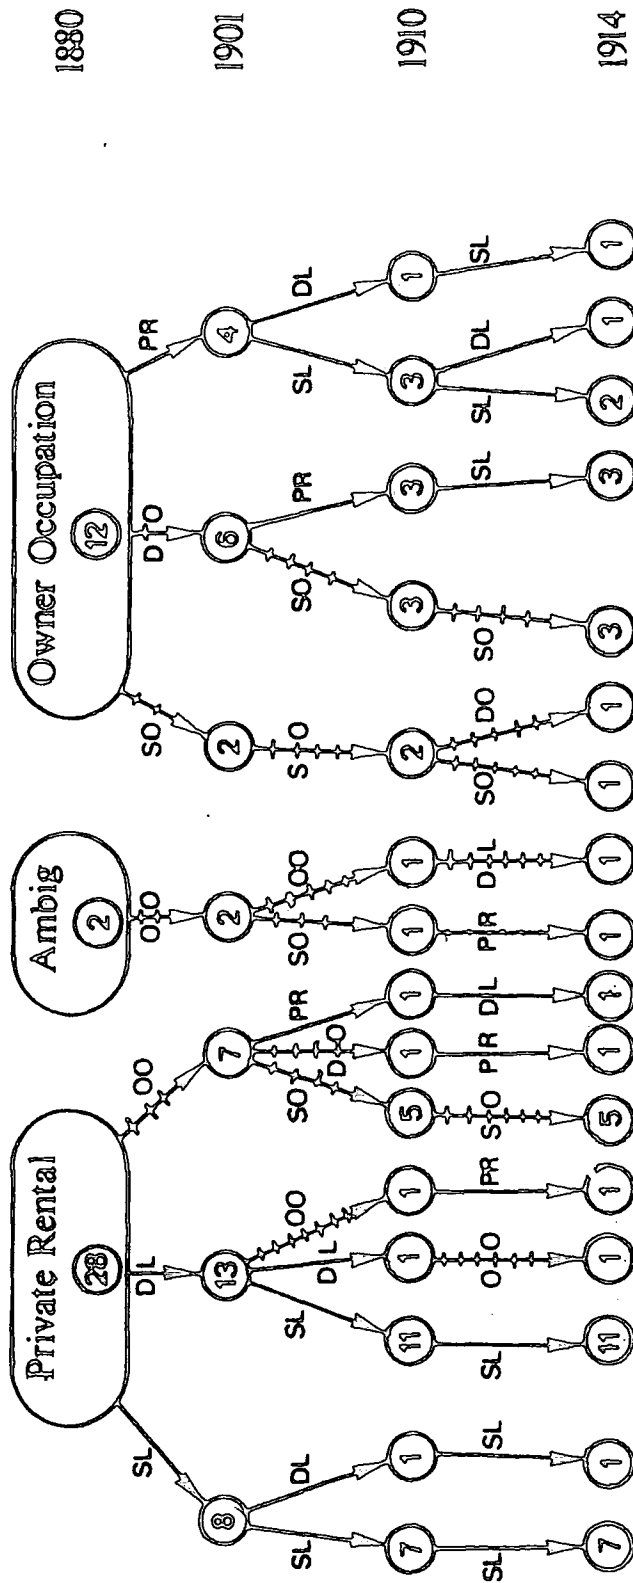 Private Rental Ambig Owner Occupation 1880
28 2 12
SL DL OO OO SO DO PR
8 13 7 2 2 6 4 1901
SL DL SL DL OO SO DO PR SO OO SO SO PR SL DL
7 1 11 1 1 5 1 1 1 1 2 3 3 3 1 1910
SL SL SL OO PR SO PR DL PR DL SO DO SO SL SL DL SL
7 1 11 1 1 5 1 1 1 1 1 1 3 3 2 1 1 1914